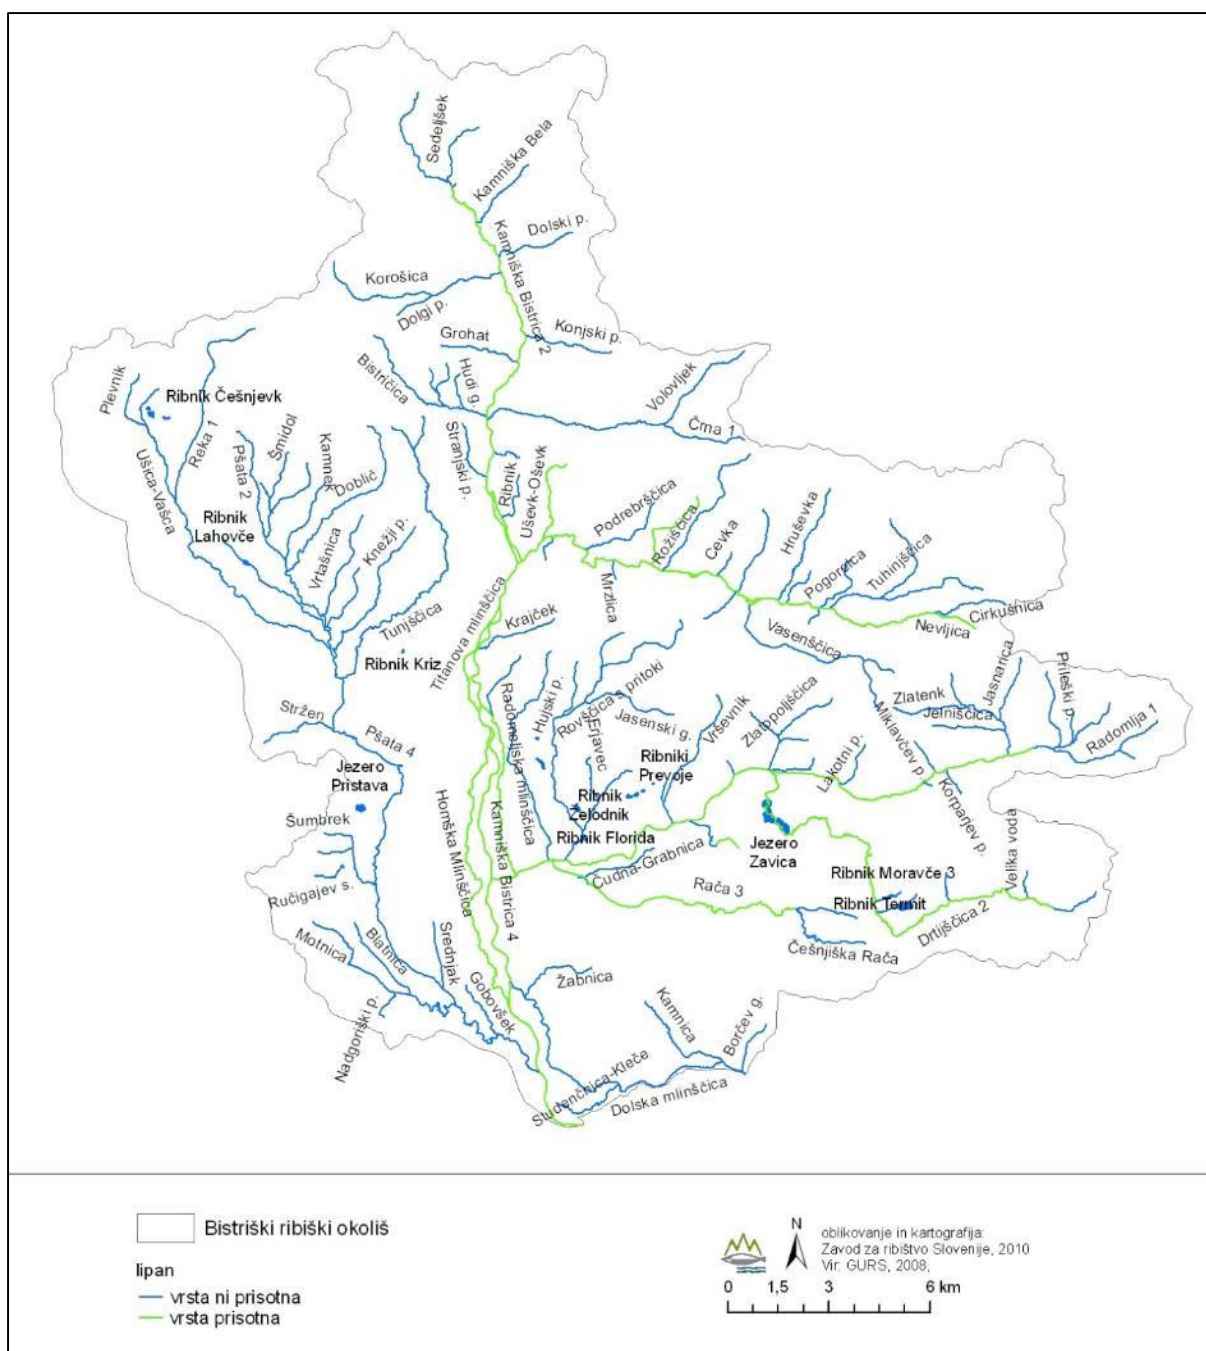 Sedeljšek
Kamniška Bela
Dolski p.
Kamniška Bistrica 2
Korošica
Dolgi p.
Grohat
Konjski p.
Bistričica
Hudi g.
Volovljek
Črna 1
Plevnik
Ribnik Češnjevk
Reka 1
Pšata 2
Šmidol
Kamnek
Doblič
Stranjski p.
Ribnik
Uševk-Oševk
Ušica-Vašca
Ribnik
Lahovče
Vrtašnica
Knežji p.
Tunjščica
Podrebrščica
Rožiščica
Cevka
Hruševka
Pogorelca
Tuhinjščica
Cirkušnica
Nevljica
Mrzlica
Titanova mlinščica
Krajček
Vasenščica
Ribnik Kriz
Stržen
Pšata 4
Radomeljska mlinščica
Hujski p.
Rovščica s pritoki
Jasenski g.
Erjavec
Vrševnik
Zlatopoljščica
Lakotni p.
Miklavčev p.
Zlatenk
Jelniščica
Jasnarica
Prileški p.
Radomlja 1
Korparjev p.
Jezero
Pristava
Ribniki
Prevoje
Ribnik
Želodnik
Ribnik Florida
Jezero
Zavica
Velika voda
Šumbrek
Homška Mlinščica
Kamniška Bistrica 4
Čudna-Grabnica
Rača 3
Ribnik Moravče 3
Ribnik Termit
Drtijščica 2
Češnjiška Rača
Ručigajev s.
Motnica
Blatnica
Srednjak
Gobovšek
Žabnica
Nadgoriški p.
Kamnica
Borčev g.
Studenčnica-Kleče
Dolska mlinščica
Bistriški ribiški okoliš
lipan
vrsta ni prisotna
vrsta prisotna
N
oblikovanje in kartografija:
Zavod za ribištvo Slovenije, 2010
Vir: GURS, 2008,
0 1,5 3 6 km